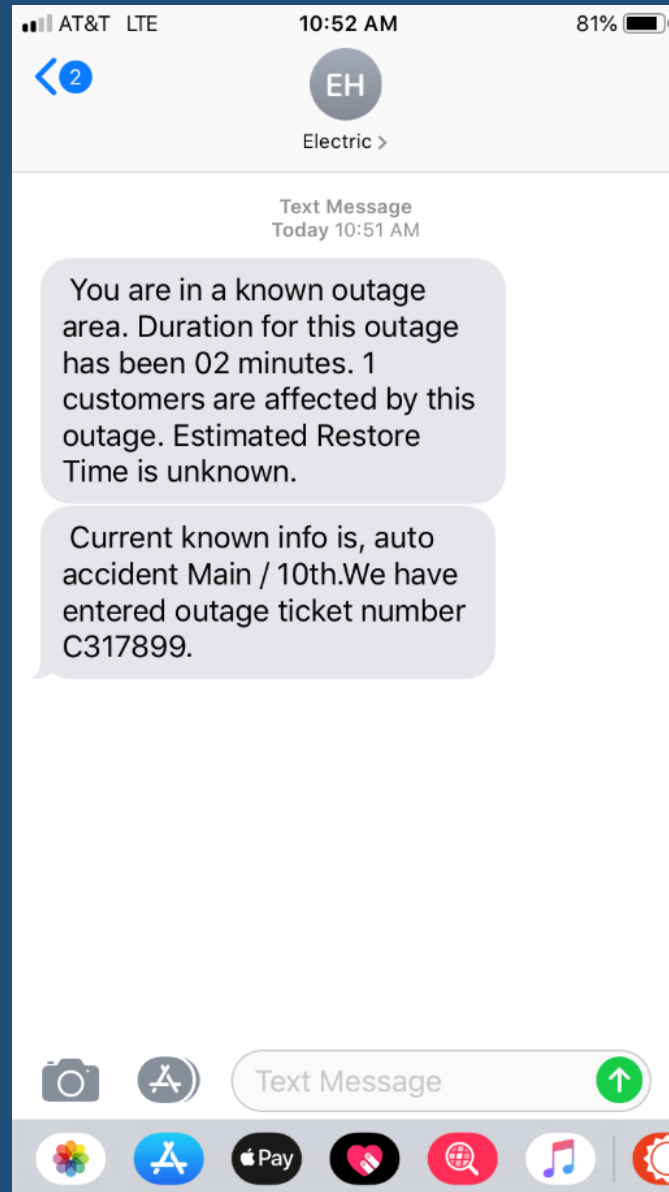 AT&T LTE 10:52 AM 81%
2
EH
Electric >
Text Message
Today 10:51 AM
You are in a known outage
area. Duration for this outage
has been 02 minutes. 1
customers are affected by this
outage. Estimated Restore
Time is unknown.
Current known info is, auto
accident Main / 10th.We have
entered outage ticket number
C317899.
Text Message
Pay